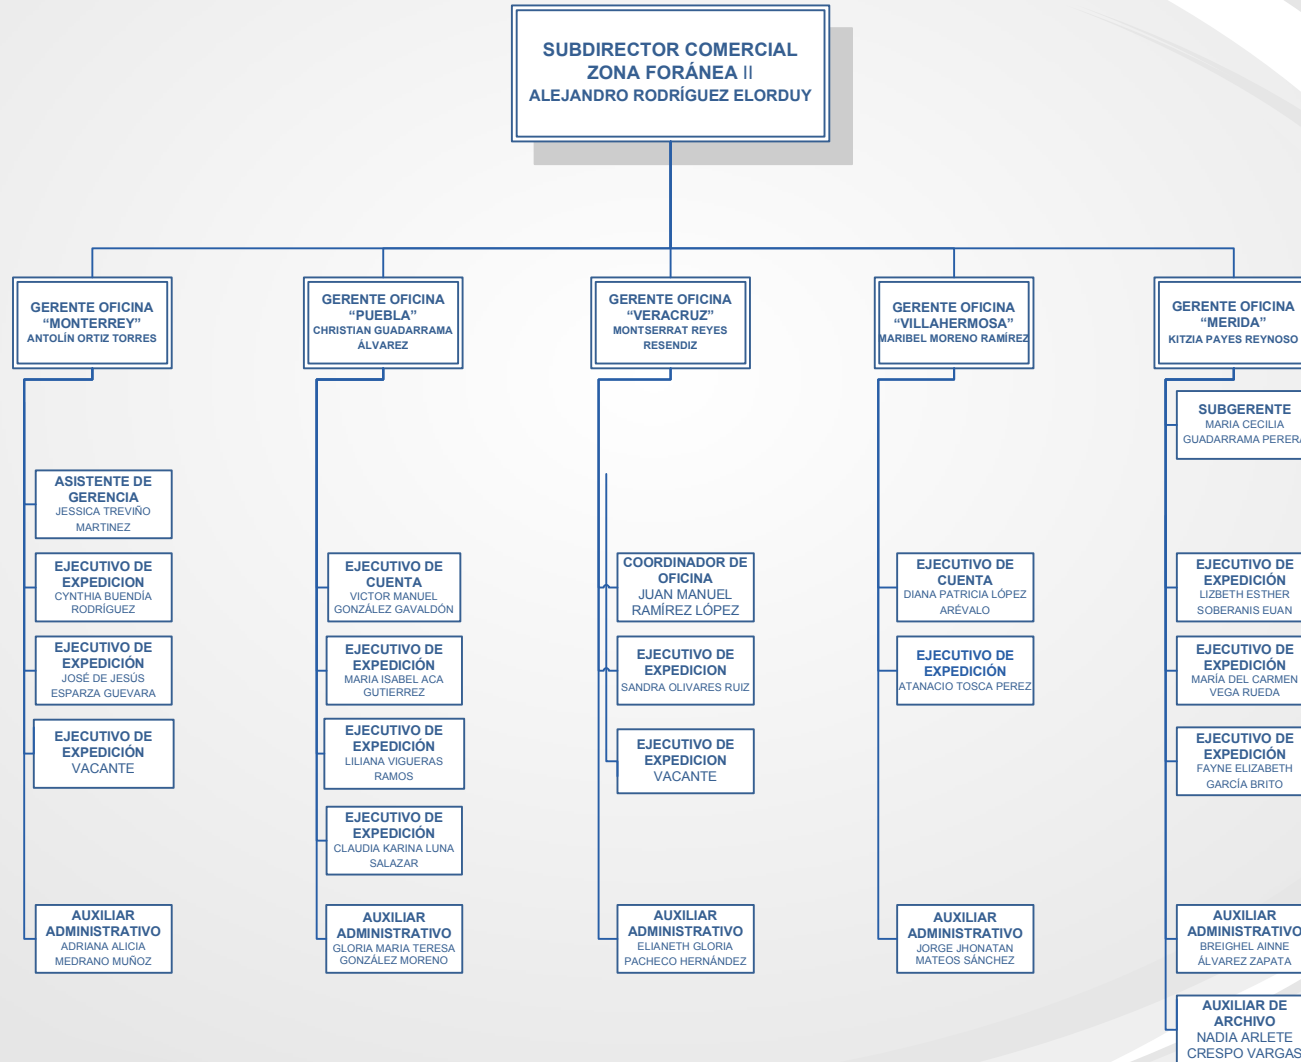 SUBDIRECTOR COMERCIAL
ZONA FORÁNEA II
ALEJANDRO RODRÍGUEZ ELORDUY
GERENTE OFICINA
“MONTERREY”
ANTOLÍN ORTIZ TORRES
GERENTE OFICINA
“PUEBLA”
CHRISTIAN GUADARRAMA
ÁLVAREZ
GERENTE OFICINA
“VERACRUZ”
MONTSERRAT REYES
RESENDIZ
GERENTE OFICINA
“VILLAHERMOSA”
MARIBEL MORENO RAMÍREZ
GERENTE OFICINA
“MERIDA”
KITZIA PAYES REYNOSO
SUBGERENTE
MARIA CECILIA
GUADARRAMA PERERA
ASISTENTE DE
GERENCIA
JESSICA TREVIÑO
MARTINEZ
EJECUTIVO DE
EXPEDICION
CYNTHIA BUENDÍA
RODRÍGUEZ
EJECUTIVO DE
CUENTA
VICTOR MANUEL
GONZÁLEZ GAVALDÓN
COORDINADOR DE
OFICINA
JUAN MANUEL
RAMÍREZ LÓPEZ
EJECUTIVO DE
CUENTA
DIANA PATRICIA LÓPEZ
ARÉVALO
EJECUTIVO DE
EXPEDICIÓN
LIZBETH ESTHER
SOBERANIS EUAN
EJECUTIVO DE
EXPEDICIÓN
JOSÉ DE JESÚS
ESPARZA GUEVARA
EJECUTIVO DE
EXPEDICIÓN
MARIA ISABEL ACA
GUTIERREZ
EJECUTIVO DE
EXPEDICION
SANDRA OLIVARES RUIZ
EJECUTIVO DE
EXPEDICIÓN
ATANACIO TOSCA PEREZ
EJECUTIVO DE
EXPEDICIÓN
MARÍA DEL CARMEN
VEGA RUEDA
EJECUTIVO DE
EXPEDICIÓN
VACANTE
EJECUTIVO DE
EXPEDICIÓN
LILIANA VIGUERAS
RAMOS
EJECUTIVO DE
EXPEDICION
VACANTE
EJECUTIVO DE
EXPEDICIÓN
FAYNE ELIZABETH
GARCÍA BRITO
EJECUTIVO DE
EXPEDICIÓN
CLAUDIA KARINA LUNA
SALAZAR
AUXILIAR
ADMINISTRATIVO
ADRIANA ALICIA
MEDRANO MUÑOZ
AUXILIAR
ADMINISTRATIVO
GLORIA MARIA TERESA
GONZÁLEZ MORENO
AUXILIAR
ADMINISTRATIVO
ELIANETH GLORIA
PACHECO HERNÁNDEZ
AUXILIAR
ADMINISTRATIVO
JORGE JHONATAN
MATEOS SÁNCHEZ
AUXILIAR
ADMINISTRATIVO
BREIGHEL AINNE
ÁLVAREZ ZAPATA
AUXILIAR DE
ARCHIVO
NADIA ARLETE
CRESPO VARGAS